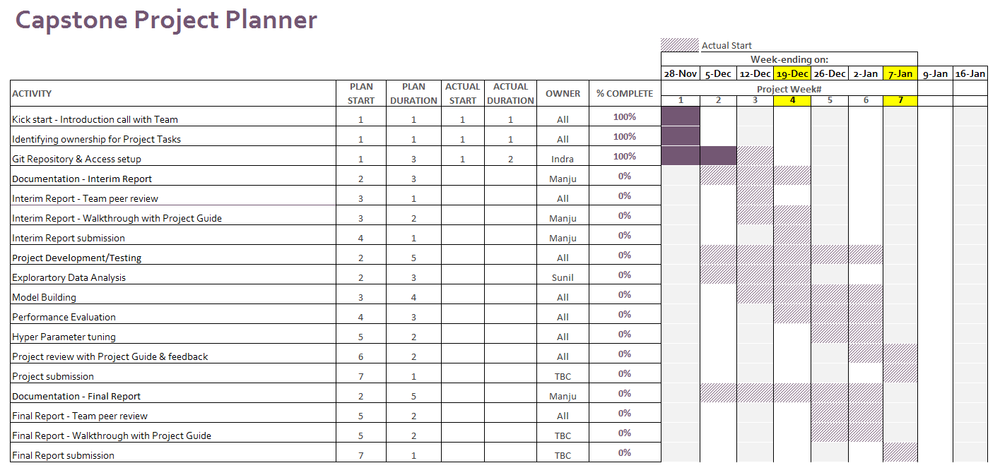 Capstone Project Planner
Actual Start
Week-ending on:
28-Nov 5-Dec 12-Dec 19-Dec 26-Dec 2-Jan 7-Jan 9-Jan 16-Jan
ACTIVITY PLAN START PLAN DURATION ACTUAL START ACTUAL DURATION OWNER % COMPLETE Project Week#
1 2 3 4 5 6 7
Kick start - Introduction call with Team 1 1 1 1 All 100%
Identifying ownership for Project Tasks 1 1 1 1 All 100%
Git Repository & Access setup 1 3 1 2 Indra 100%
Documentation - Interim Report 2 3 Manju 0%
Interim Report - Team peer review 3 1 All 0%
Interim Report - Walkthrough with Project Guide 3 2 Manju 0%
Interim Report submission 4 1 Manju 0%
Project Development/Testing 2 5 All 0%
Explorartory Data Analysis 2 3 Sunil 0%
Model Building 3 4 All 0%
Performance Evaluation 4 3 All 0%
Hyper Parameter tuning 5 2 All 0%
Project review with Project Guide & feedback 6 2 All 0%
Project submission 7 1 TBC 0%
Documentation - Final Report 2 5 Manju 0%
Final Report - Team peer review 5 2 All 0%
Final Report - Walkthrough with Project Guide 5 2 TBC 0%
Final Report submission 7 1 TBC 0%